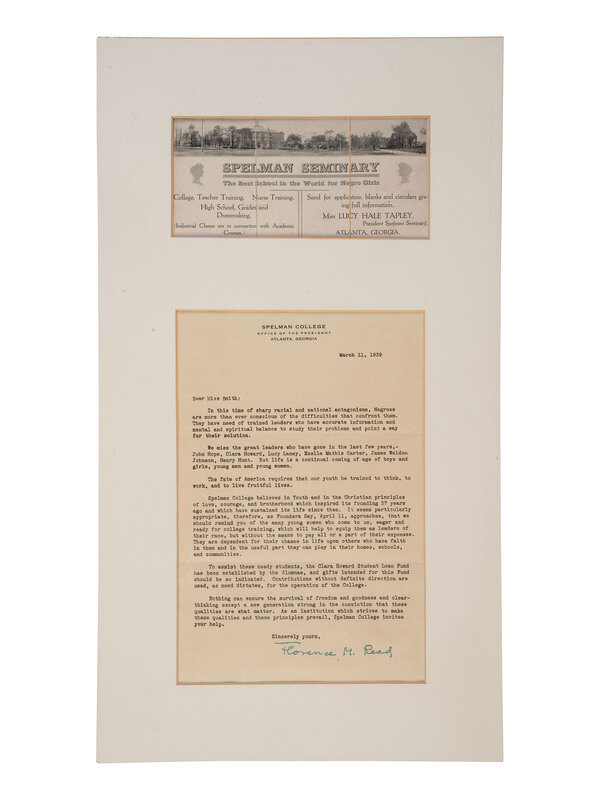 SPELMAN SEMINARY
The Best School in the World for Negro Girls
College, Teacher Training. Nurse Training,
High School, Grades and
Dressmaking.
(Industrial Classes are in connection with Academic
Courses.)
Send for application blanks and circulars giv-
ing full information.
Miss LUCY HALE TAPLEY,
President Spelman Seminary.
ATLANTA, GEORGIA.
SPELMAN COLLEGE
OFFICE OF THE PRESIDENT
ATLANTA, GEORGIA
March 11, 1939
Dear Miss Smith:
In this time of sharp racial and national antagonisms, Negroes
are more than ever conscious of the difficulties that confront them.
They have need of trained leaders who have accurate information and
mental and spiritual balance to study their problems and point a way
for their solution.
We miss the great leaders who have gone in the last few years,-
John Hope, Clara Howard, Lucy Laney, Ezella Mathis Carter, James Weldon
Johnson, Henry Hunt. But life is a continual coming of age of boys and
girls, young men and young women.
The fate of America requires that our youth be trained to think, to
work, and to live fruitful lives.
Spelman College believes in Youth and in the Christian principles
of love, courage, and brotherhood which inspired its founding 57 years
ago and which have sustained its life since then. It seems particularly
appropriate, therefore, as Founders Day, April 11, approaches, that we
should remind you of the many young women who come to us, eager and
ready for college training, which will help to equip them as leaders of
their race, but without the means to pay all or a part of their expenses.
They are dependent for their chance in life upon others who have faith
in them and in the useful part they can play in their homes, schools,
and communities.
To assist these needy students, the Clara Howard Student Loan Fund
has been established by the Alumnae, and gifts intended for this Fund
should be so indicated. Contributions without definite direction are
used, as need dictates, for the operation of the College.
Nothing can ensure the survival of freedom and goodness and clear-
thinking except a new generation strong in the conviction that these
qualities are what matter. As an institution which strives to make
these qualities and these principles prevail, Spelman College invites
your help.
Sincerely yours,
Florence M. Read